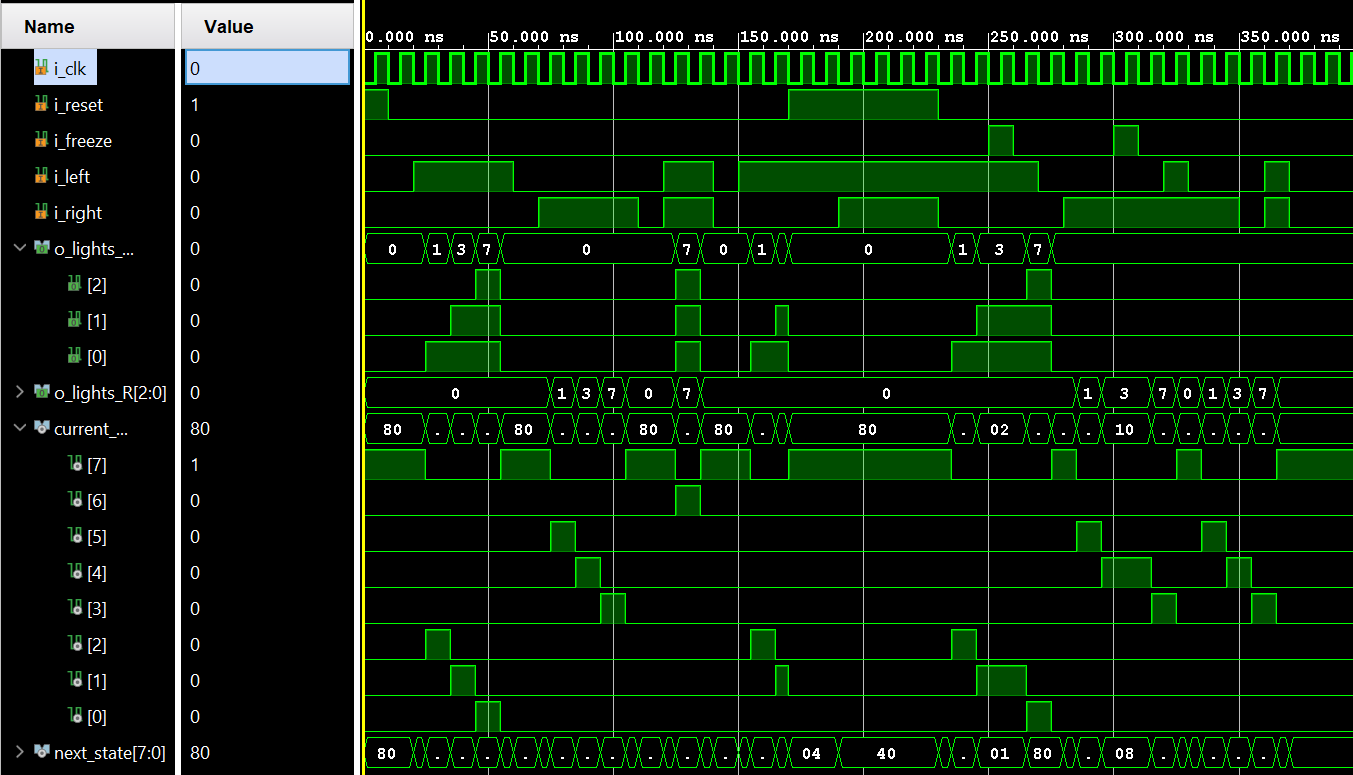 Name Value 0.000 ns 50.000 ns 100.000 ns 150.000 ns 200.000 ns 250.000 ns 300.000 ns 350.000 ns
i_clk 0
i_reset 1
i_freeze 0
i_left 0
i_right 0
o_lights_... 0 0 1 3 7 0 7 0 1 0 1 3 7
[2] 0
[1] 0
[0] 0
o_lights_R[2:0] 0 0 1 3 7 0 7 0 1 3 7 0 1 3 7
current_... 80 80 . . . 80 . . . 80 . 80 . 80 . 02 . . . 10 . . . . .
[7] 1
[6] 0
[5] 0
[4] 0
[3] 0
[2] 0
[1] 0
[0] 0
next_state[7:0] 80 80 . . . . . . . . . . . 04 40 . 01 80 . 08 . . . .